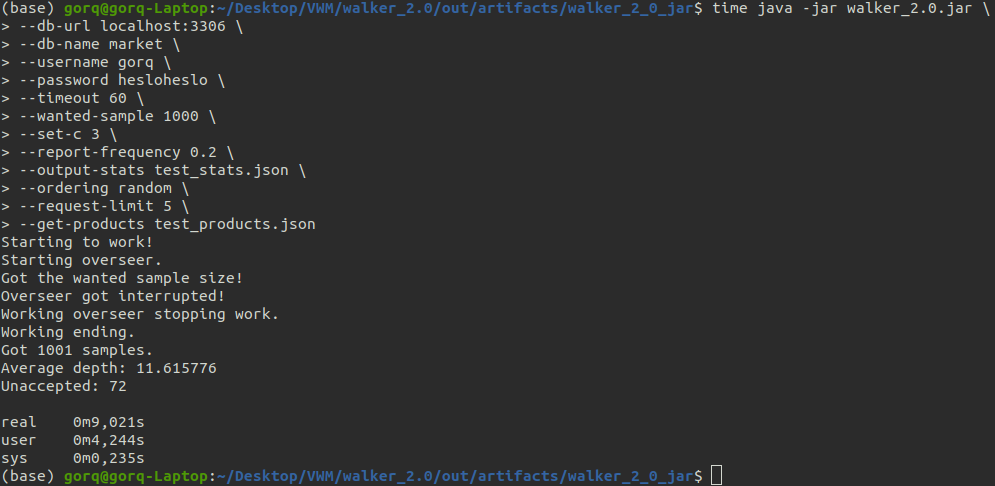 (base) gorq@gorq-Laptop:~/Desktop/VWM/walker_2.0/out/artifacts/walker_2_0_jar$ time java -jar walker_2.0.jar \
> --db-url localhost:3306 \
> --db-name market \
> --username gorq \
> --password hesloheslo \
> --timeout 60 \
> --wanted-sample 1000 \
> --set-c 3 \
> --report-frequency 0.2 \
> --output-stats test_stats.json \
> --ordering random \
> --request-limit 5 \
> --get-products test_products.json
Starting to work!
Starting overseer.
Got the wanted sample size!
Overseer got interrupted!
Working overseer stopping work.
Working ending.
Got 1001 samples.
Average depth: 11.615776
Unaccepted: 72
real 0m9,021s
user 0m4,244s
sys 0m0,235s
(base) gorq@gorq-Laptop:~/Desktop/VWM/walker_2.0/out/artifacts/walker_2_0_jar$